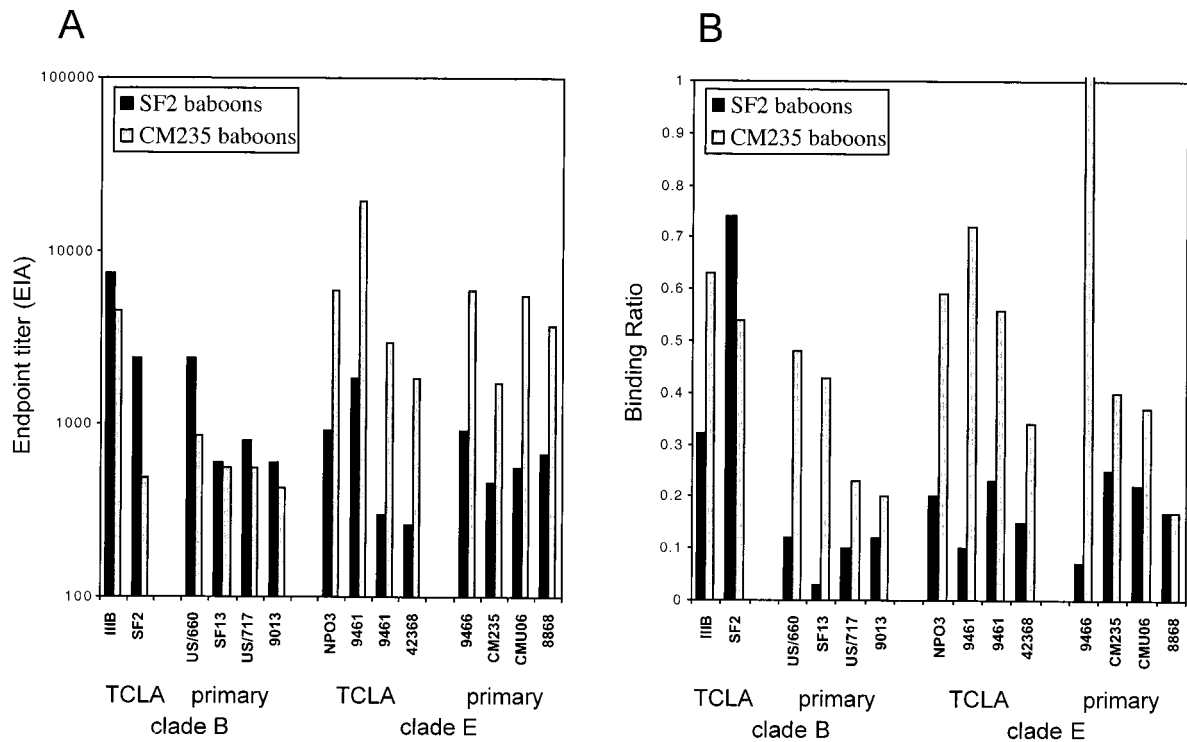 A
100000
10000
1000
100
Endpoint titer (EIA)
SF2 baboons
CM235 baboons
IIIB
SF2
US/660
SF13
US/717
9013
NPO3
9461
9461
42368
9466
CM235
CMU06
8868
TCLA primary TCLA primary
clade B clade E
B
1
0.9
0.8
0.7
0.6
0.5
0.4
0.3
0.2
0.1
0
Binding Ratio
SF2 baboons
CM235 baboons
IIIB
SF2
US/660
SF13
US/717
9013
NPO3
9461
9461
42368
9466
CM235
CMU06
8868
TCLA primary TCLA primary
clade B clade E